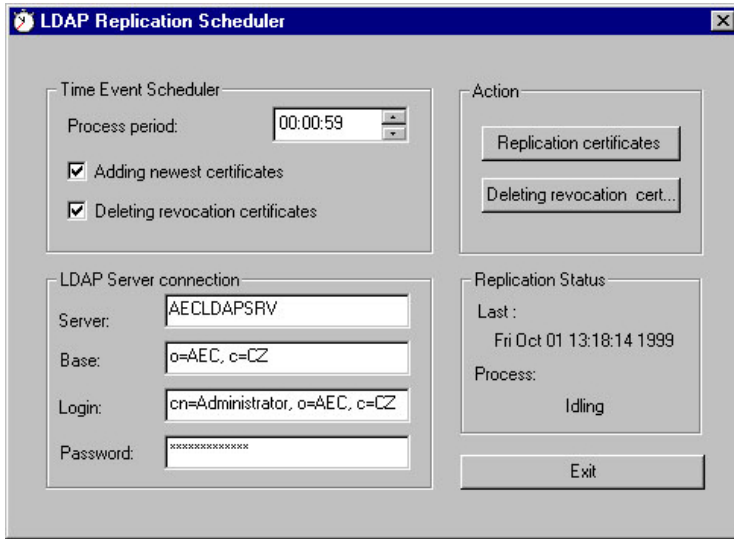 LDAP Replication Scheduler
Time Event Scheduler
Process period: 00:00:59
Adding newest certificates
Deleting revocation certificates
Action
Replication certificates
Deleting revocation cert...
LDAP Server connection
Server: AECLDAPSRV
Base: o=AEC, c=CZ
Login: cn=Administrator, o=AEC, c=CZ
Password: *************
Replication Status
Last :
Fri Oct 01 13:18:14 1999
Process:
Idling
Exit